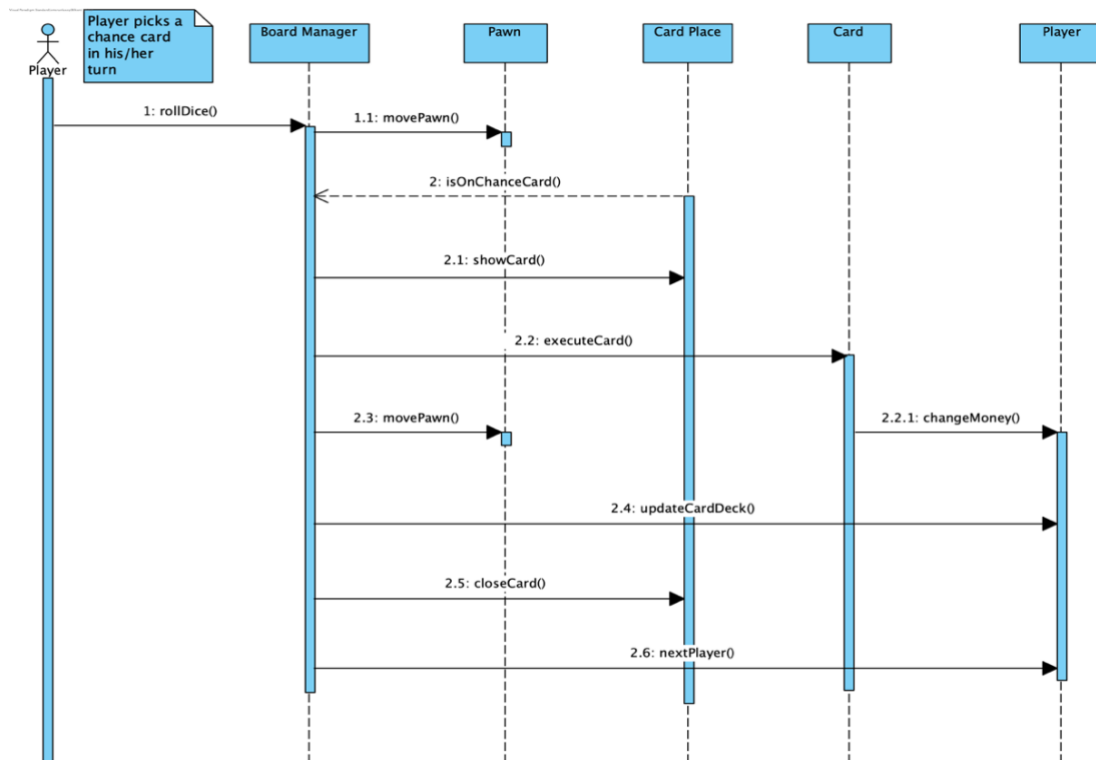 Player picks a
chance card
in his/her
turn
Player
Board Manager
Pawn
Card Place
Card
Player
1: rollDice()
1.1: movePawn()
2: isOnChanceCard()
2.1: showCard()
2.2: executeCard()
2.3: movePawn()
2.2.1: changeMoney()
2.4: updateCardDeck()
2.5: closeCard()
2.6: nextPlayer()